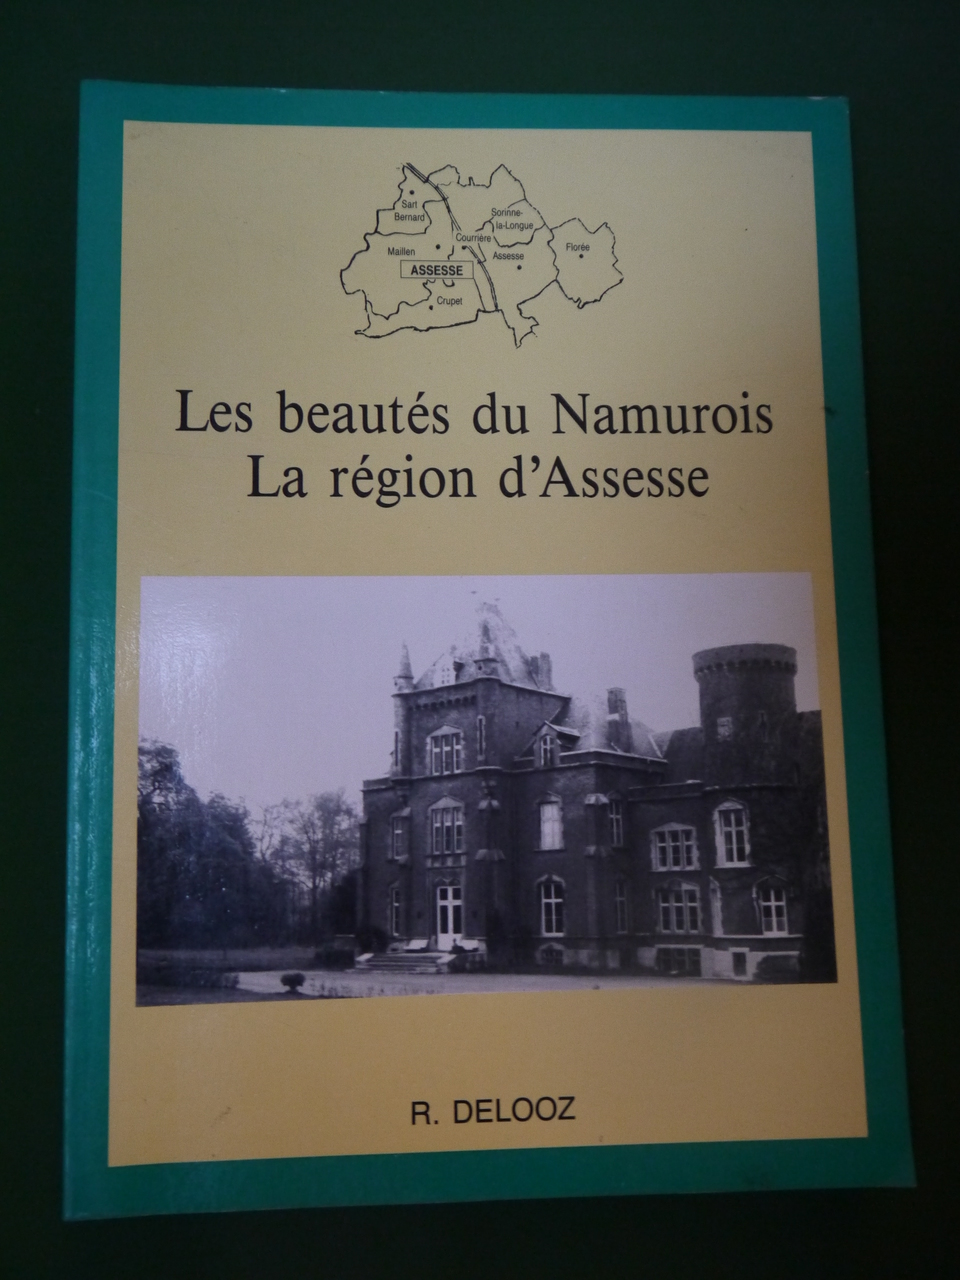 Sart
Bernard
Sorinne-
la-Longue
Courrière
Florée
Maillen
Assesse
ASSESSE
Crupet
Les beautés du Namurois
La région d'Assesse
R. DELOOZ